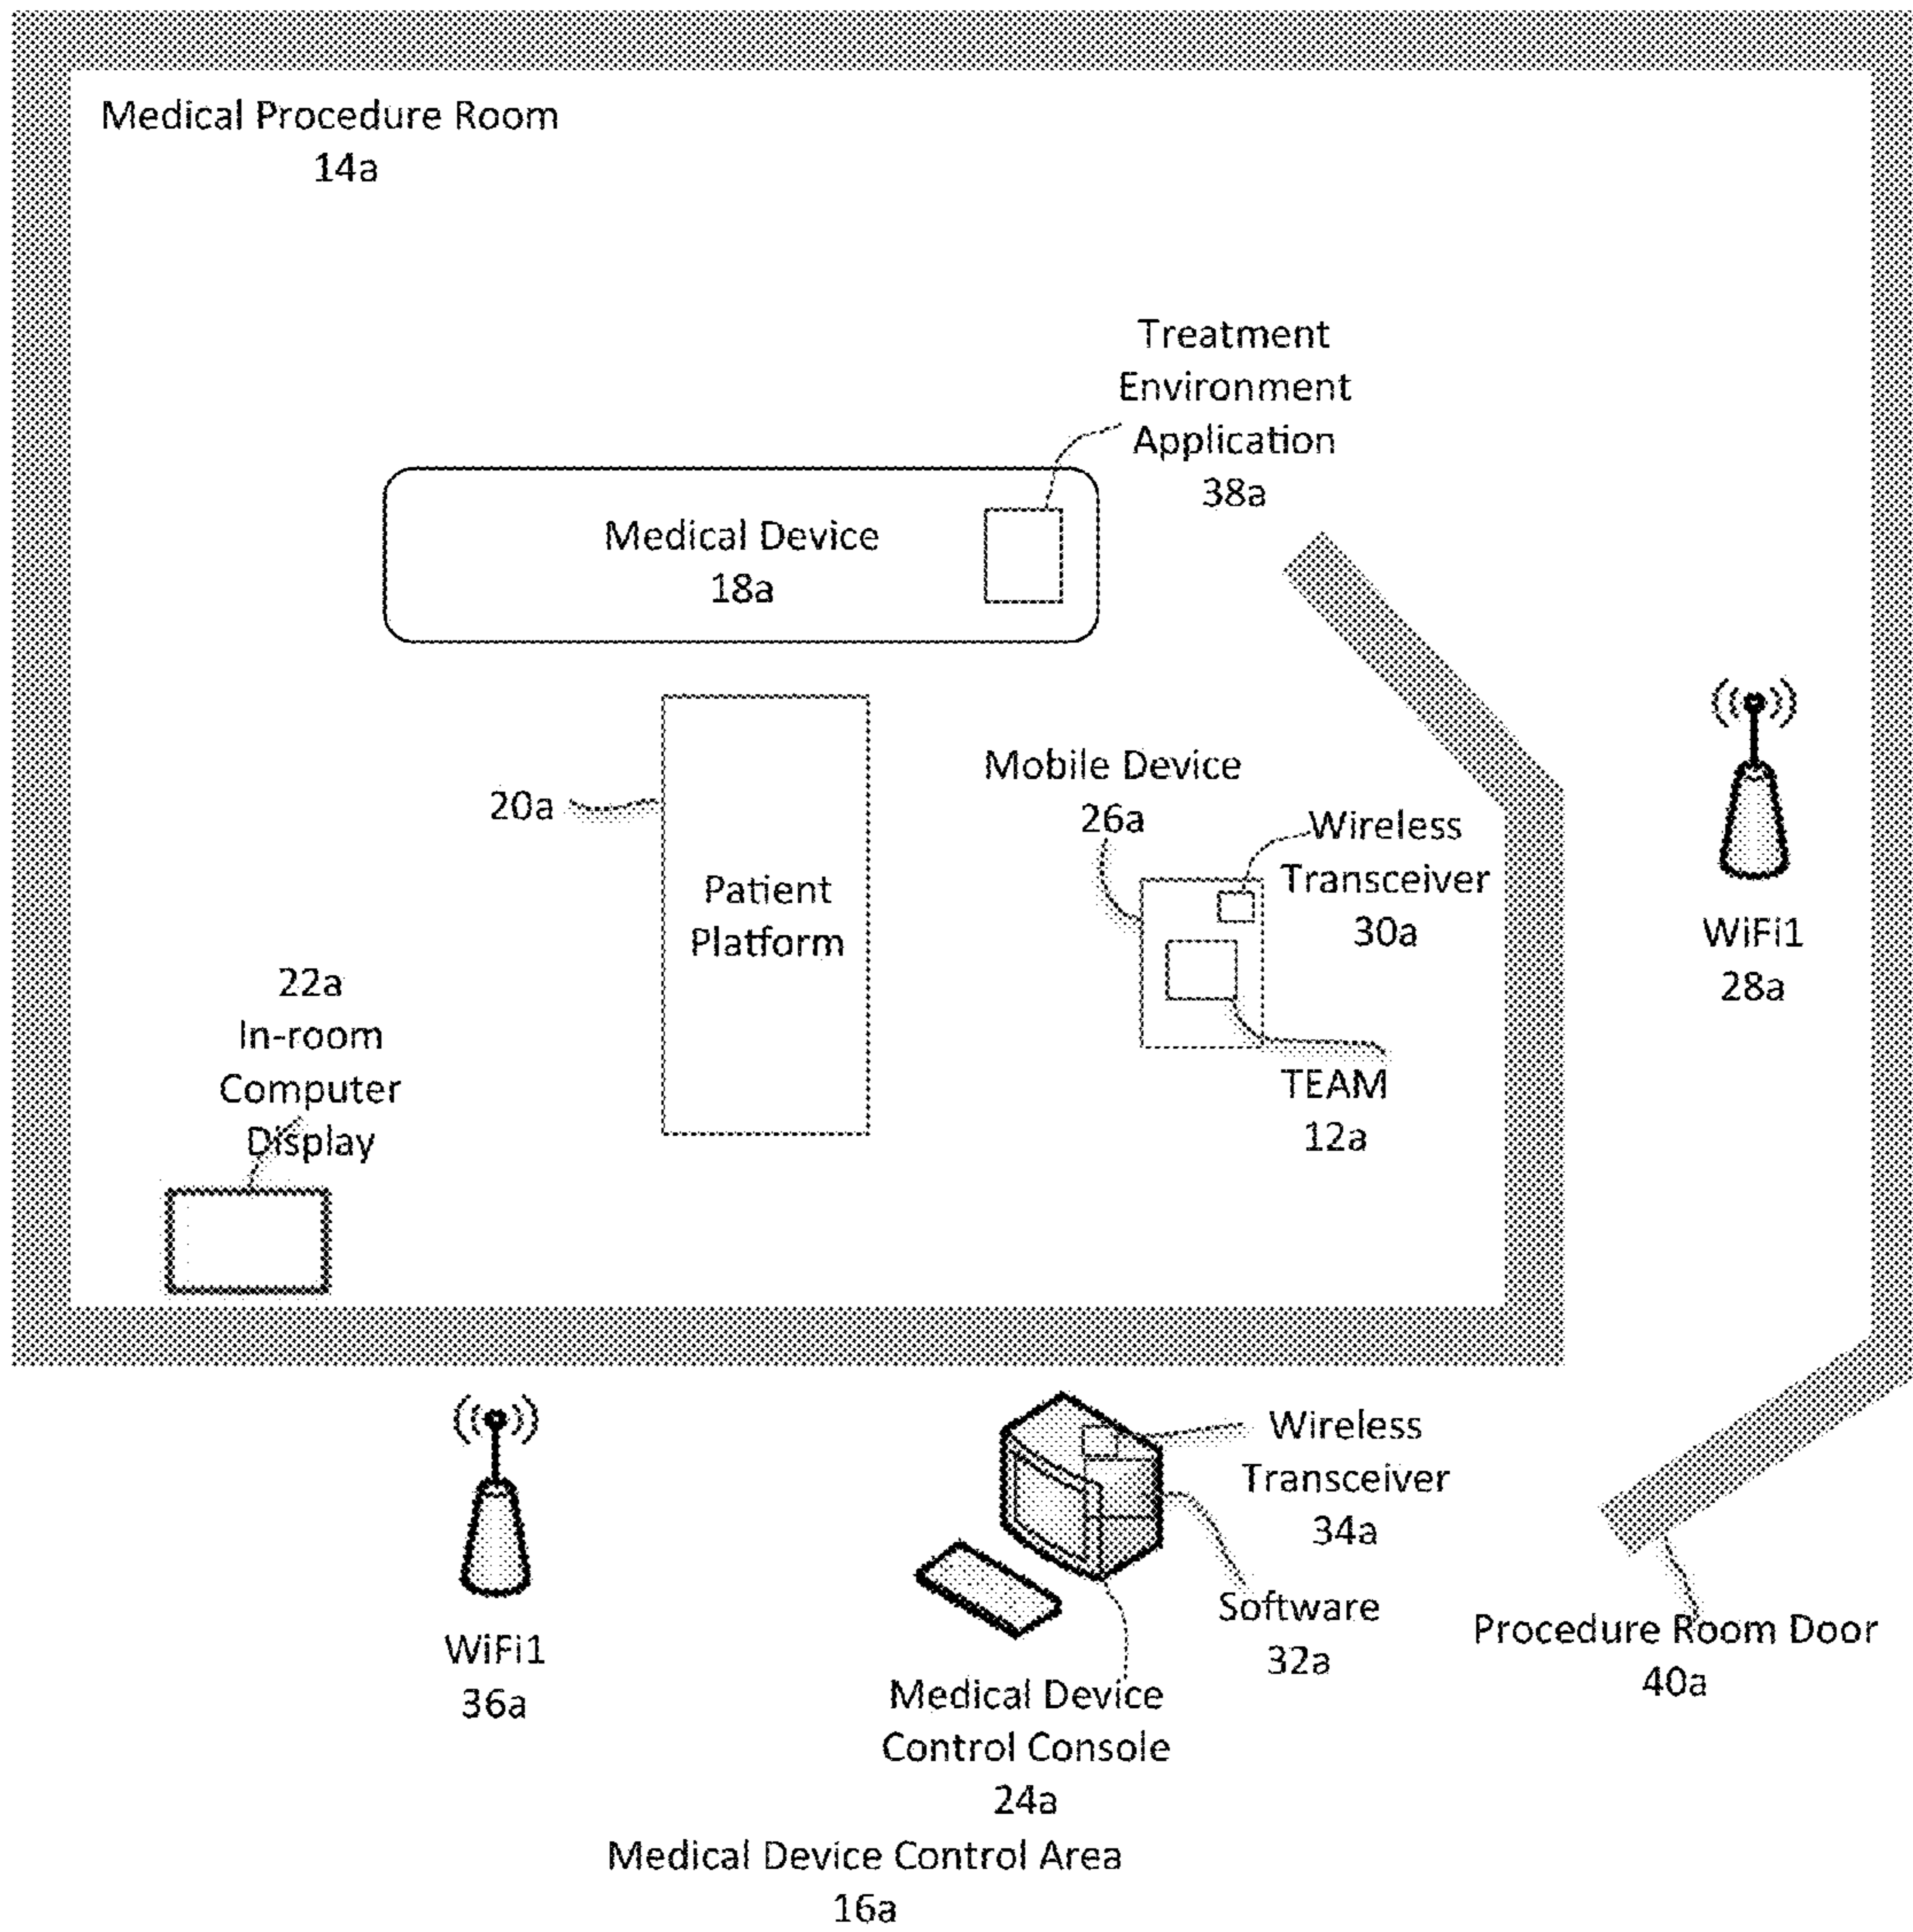 Medical Procedure Room
14a
Treatment
Environment
Application
38a
Medical Device
18a
Mobile Device
26a
20a
Wireless
Transceiver
30a
Patient
Platform
WiFi1
28a
22a
In-room
Computer
Display
TEAM
12a
Wireless
Transceiver
34a
Software
32a
Procedure Room Door
40a
WiFi1
36a
Medical Device
Control Console
24a
Medical Device Control Area
16a